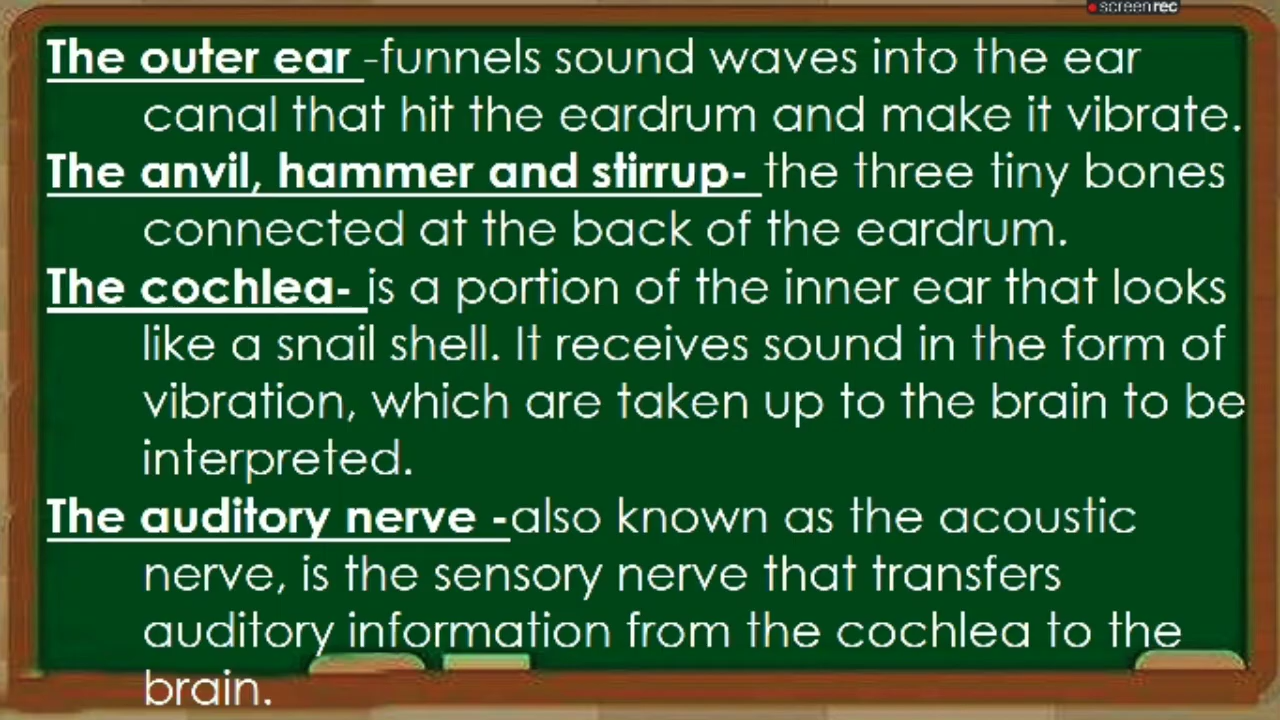 screenrec
The outer ear -funnels sound waves into the ear
canal that hit the eardrum and make it vibrate.
The anvil, hammer and stirrup- the three tiny bones
connected at the back of the eardrum.
The cochlea- is a portion of the inner ear that looks
like a snail shell. It receives sound in the form of
vibration, which are taken up to the brain to be
interpreted.
The auditory nerve -also known as the acoustic
nerve, is the sensory nerve that transfers
auditory information from the cochlea to the
brain.